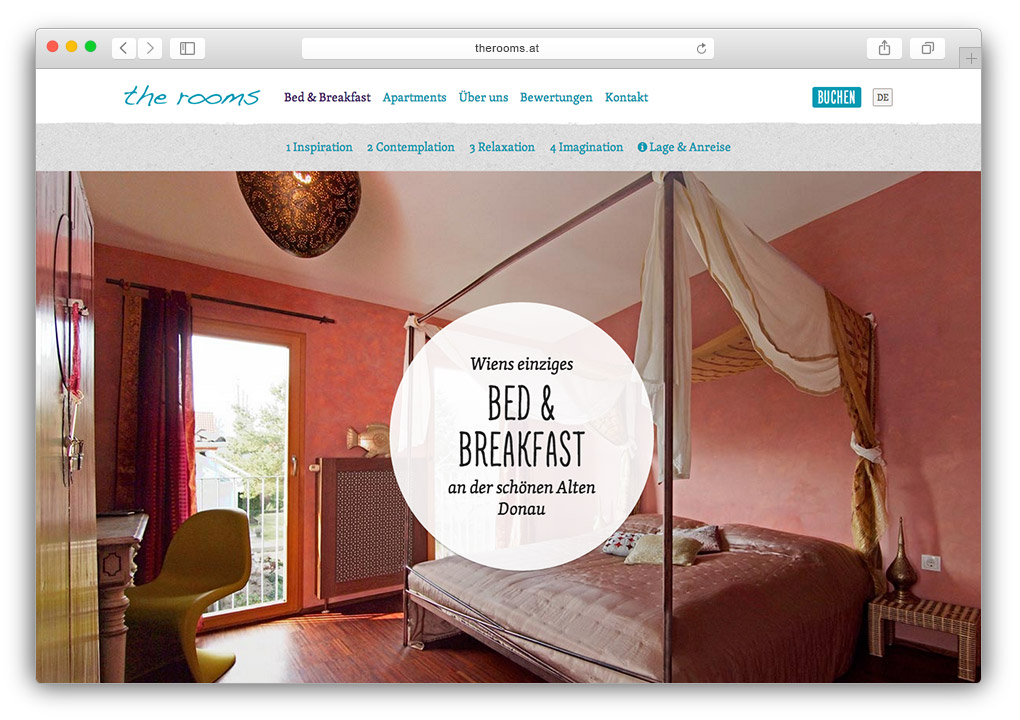 therooms.at
the rooms
Bed & Breakfast Apartments Über uns Bewertungen Kontakt
BUCHEN DE
1 Inspiration 2 Contemplation 3 Relaxation 4 Imagination Lage & Anreise
Wiens einziges
BED &
BREAKFAST
an der schönen Alten
Donau